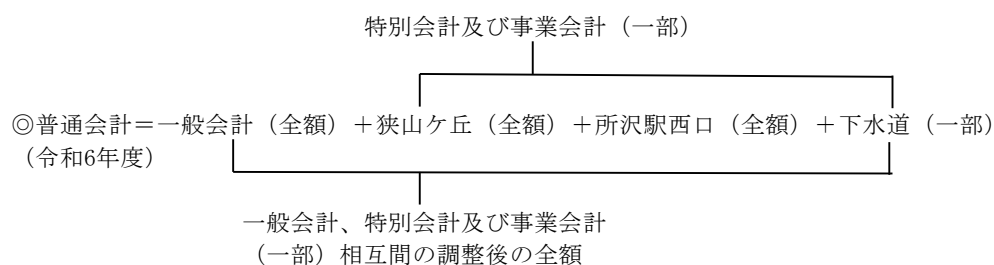 特別会計及び事業会計（一部）
◎普通会計＝一般会計（全額）＋狭山ケ丘（全額）＋所沢駅西口（全額）＋下水道（一部）
（令和6年度）
一般会計、特別会計及び事業会計
（一部）相互間の調整後の全額